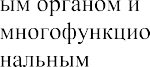 ым органом и
многофункцио
нальным